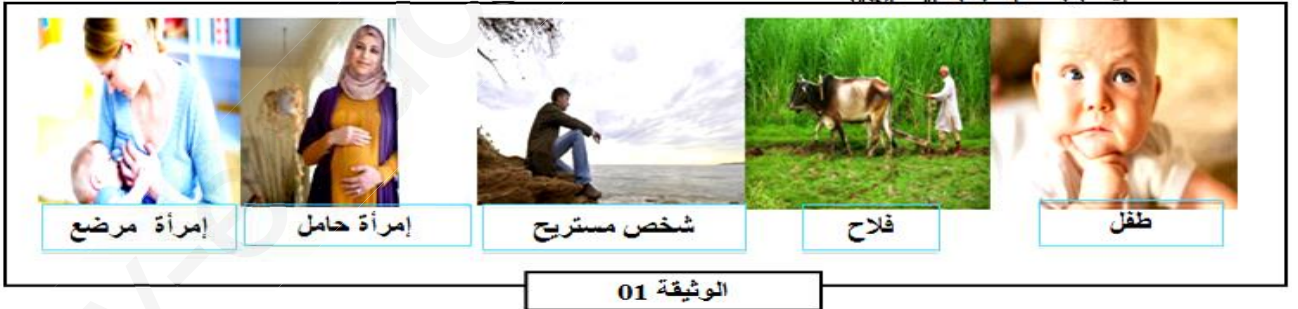 طفل
فلاح
شخص مستريح
إمرأة حامل
إمرأة مرضع
الوثيقة 01